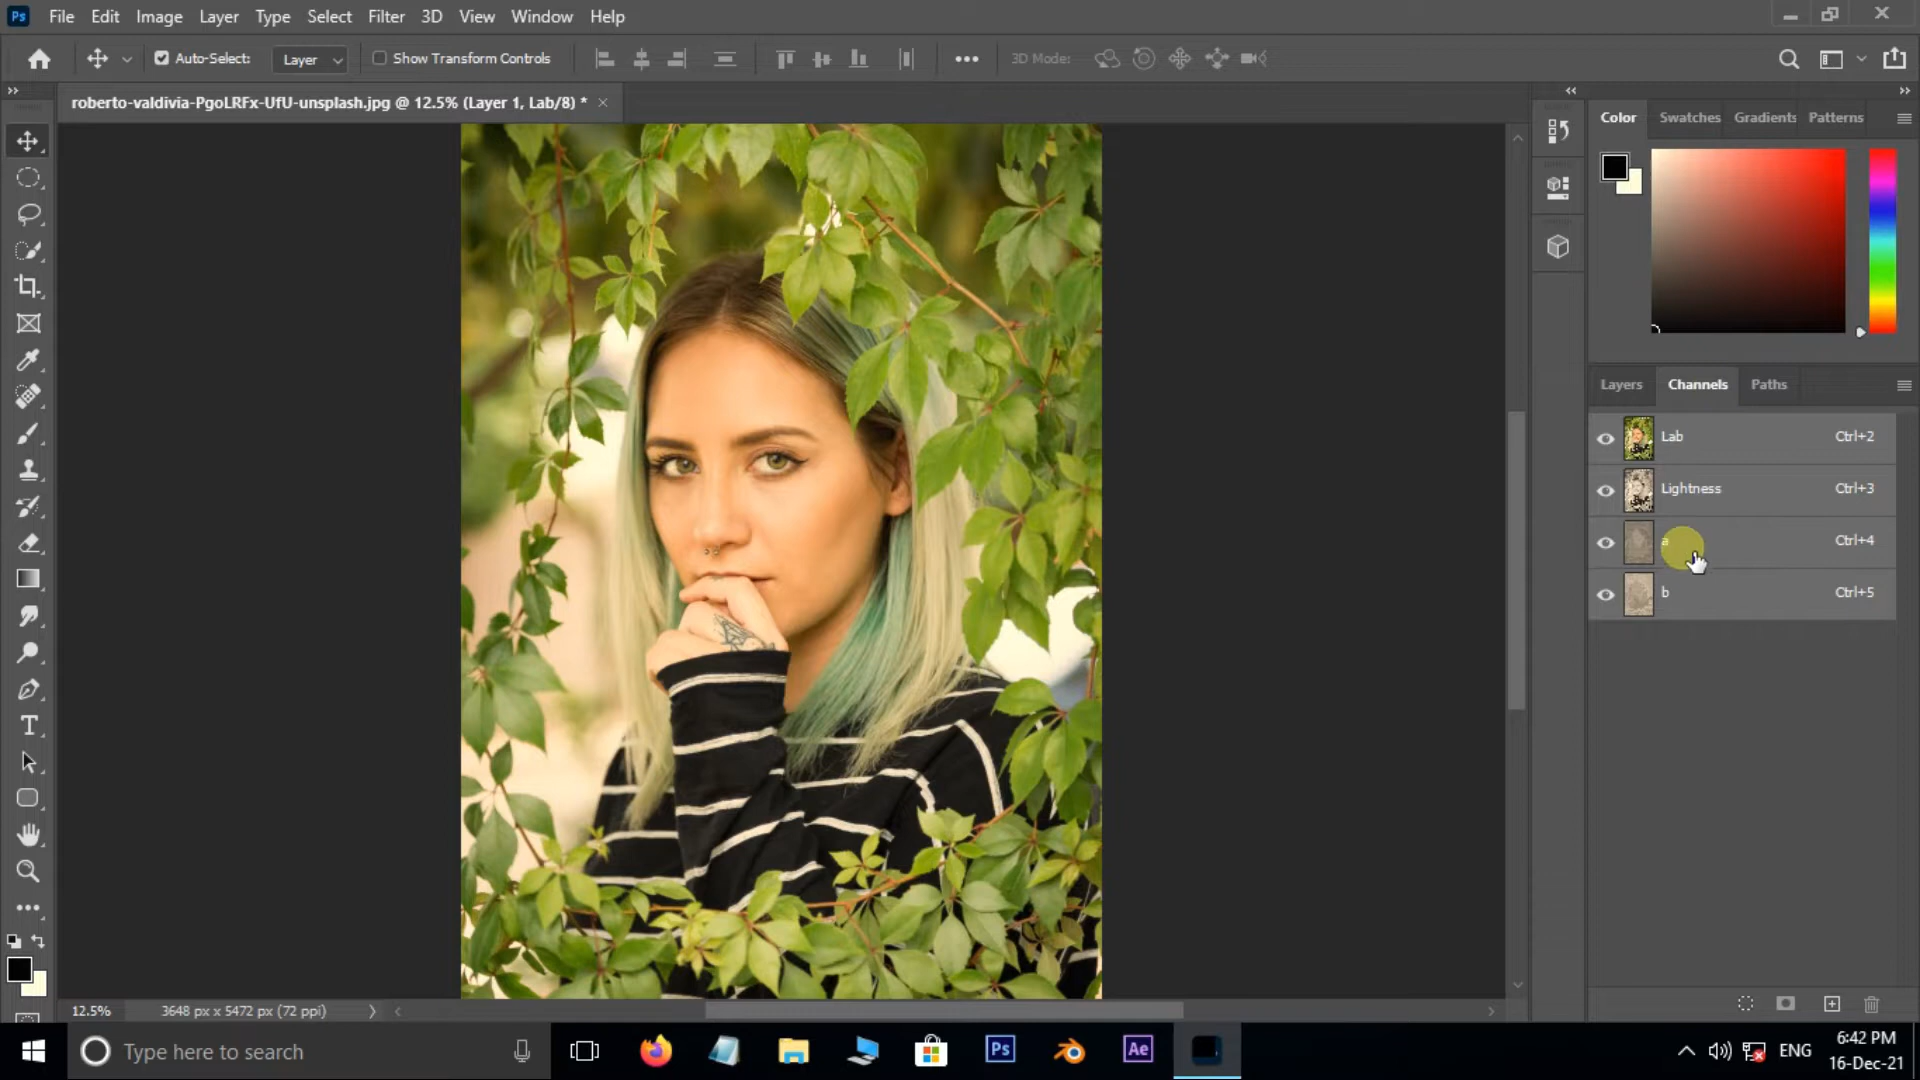 Ps File Edit Image Layer Type Select Filter 3D View Window Help
Auto-Select: Layer Show Transform Controls 3D Mode:
roberto-valdivia-PgoLRFx-UfU-unsplash.jpg @ 12.5% (Layer 1, Lab/8) *
Color Swatches Gradients Patterns
Layers Channels Paths
Lab Ctrl+2
Lightness Ctrl+3
a Ctrl+4
b Ctrl+5
12.5% 3648 px x 5472 px (72 ppi)
Type here to search Ps Ae ENG
6:42 PM
16-Dec-21